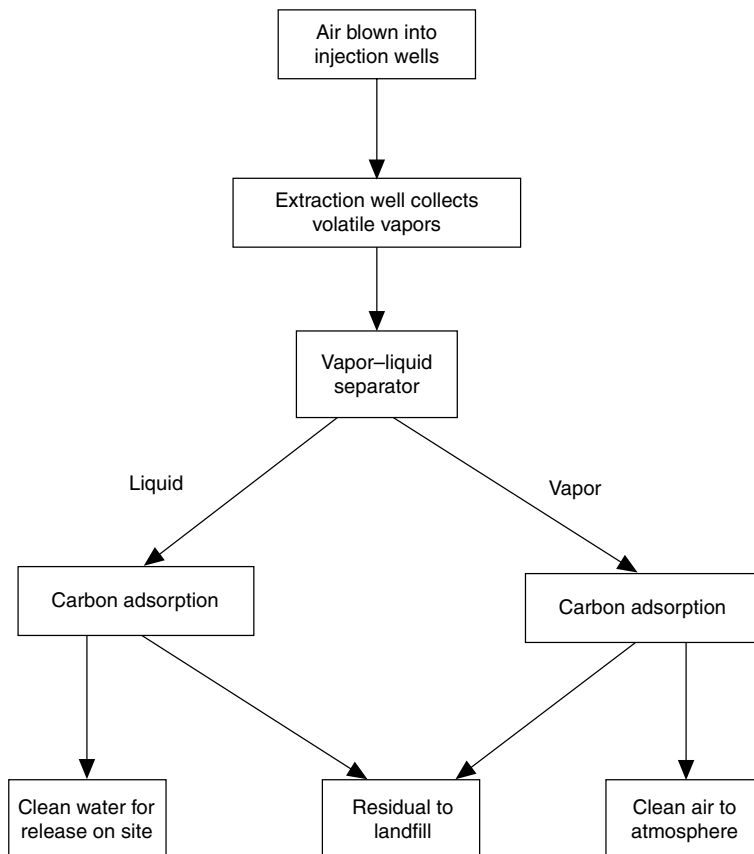 Air blown into
injection wells
Extraction well collects
volatile vapors
Vapor–liquid
separator
Liquid
Vapor
Carbon adsorption
Carbon adsorption
Clean water for
release on site
Residual to
landfill
Clean air to
atmosphere